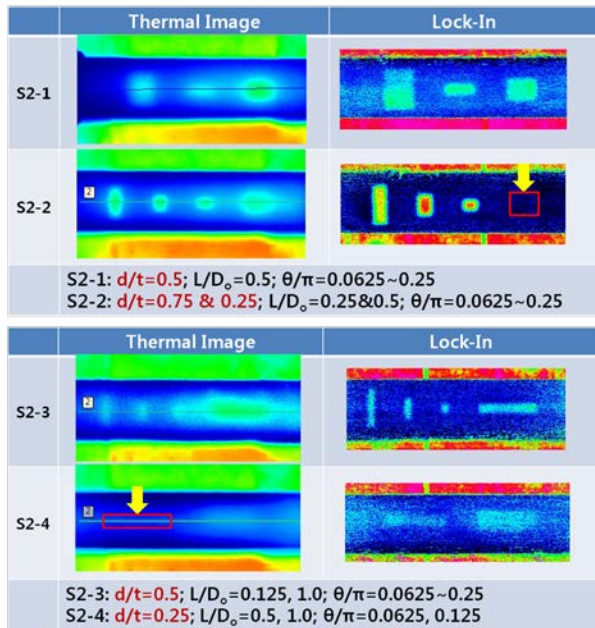 Thermal Image Lock-In
S2-1
S2-2
2
S2-1: d/t=0.5; L/Dₒ=0.5; θ/π=0.0625~0.25
S2-2: d/t=0.75 & 0.25; L/Dₒ=0.25&0.5; θ/π=0.0625~0.25
Thermal Image Lock-In
S2-3
2
S2-4
2
S2-3: d/t=0.5; L/Dₒ=0.125, 1.0; θ/π=0.0625~0.25
S2-4: d/t=0.25; L/Dₒ=0.5, 1.0; θ/π=0.0625, 0.125